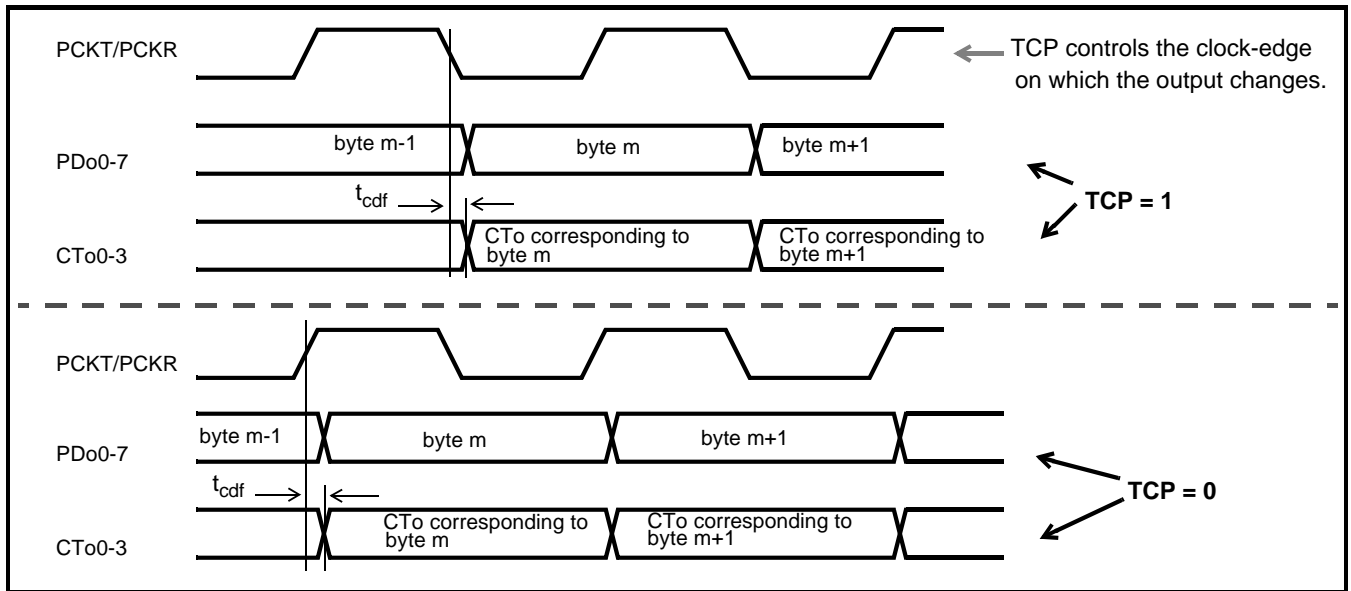 PCKT/PCKR
TCP controls the clock-edge
on which the output changes.
PDo0-7
byte m-1
byte m
byte m+1
TCP = 1
tcdf
CTo0-3
CTo corresponding to
byte m
CTo corresponding to
byte m+1
PCKT/PCKR
PDo0-7
byte m-1
byte m
byte m+1
TCP = 0
tcdf
CTo0-3
CTo corresponding to
byte m
CTo corresponding to
byte m+1